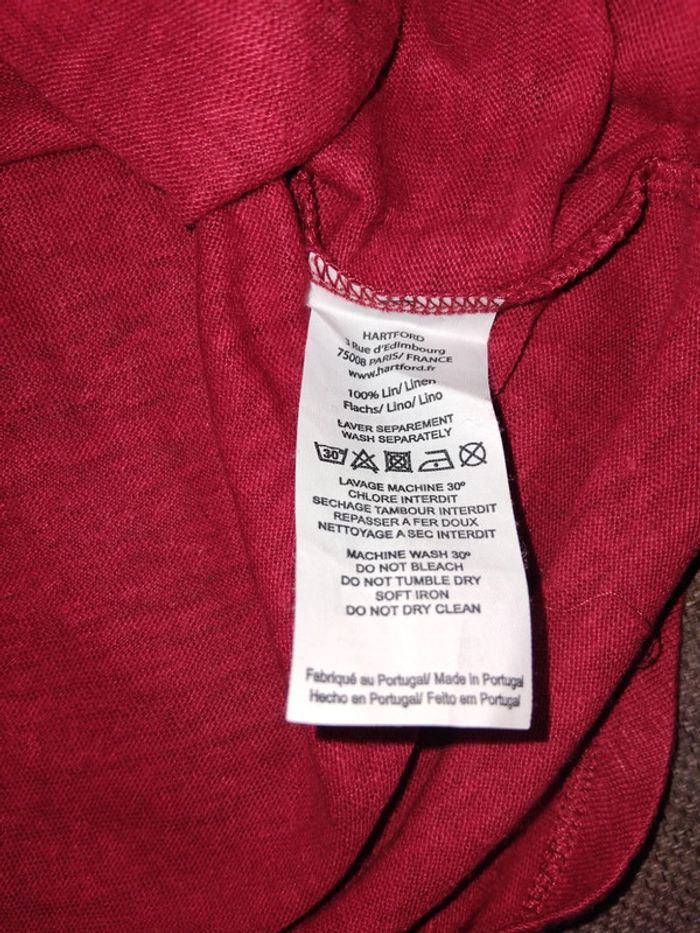 HARTFORD
3 Rue d'Edimbourg
75008 PARIS/ FRANCE
www.hartford.fr
100% Lin/ Linen
Flachs/ Lino/ Lino
LAVER SEPAREMENT
WASH SEPARATELY
30°
LAVAGE MACHINE 30°
CHLORE INTERDIT
SECHAGE TAMBOUR INTERDIT
REPASSER A FER DOUX
NETTOYAGE A SEC INTERDIT
MACHINE WASH 30°
DO NOT BLEACH
DO NOT TUMBLE DRY
SOFT IRON
DO NOT DRY CLEAN
Fabriqué au Portugal/ Made in Portugal
Hecho en Portugal/ Feito em Portugal